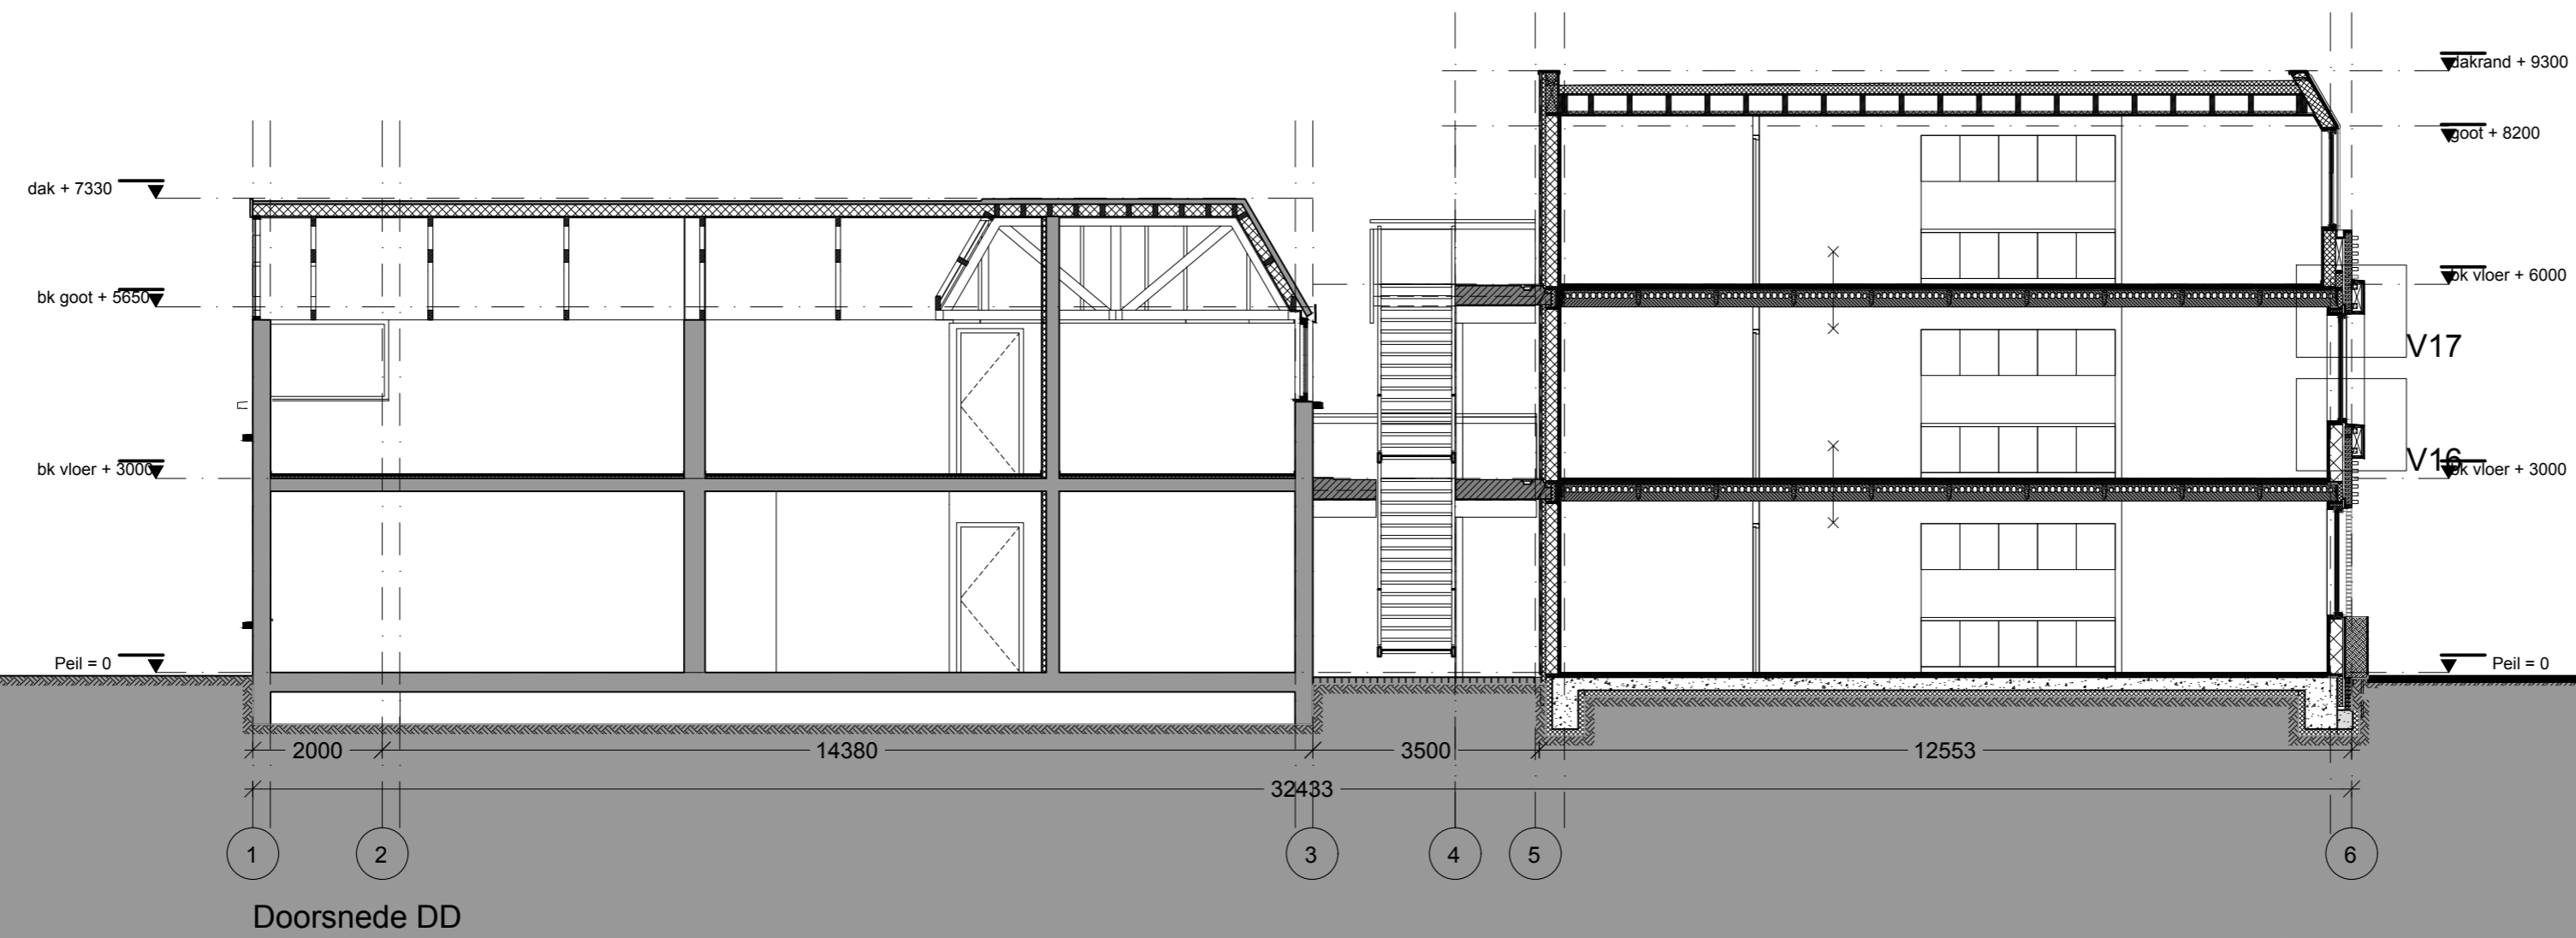 dakrand + 9300
goot + 8200
dak + 7330
bk goot + 5650
bk vloer + 6000
V17
bk vloer + 3000
V16
bk vloer + 3000
Peil = 0
Peil = 0
2000
14380
3500
12553
32433
1
2
3
4
5
6
Doorsnede DD